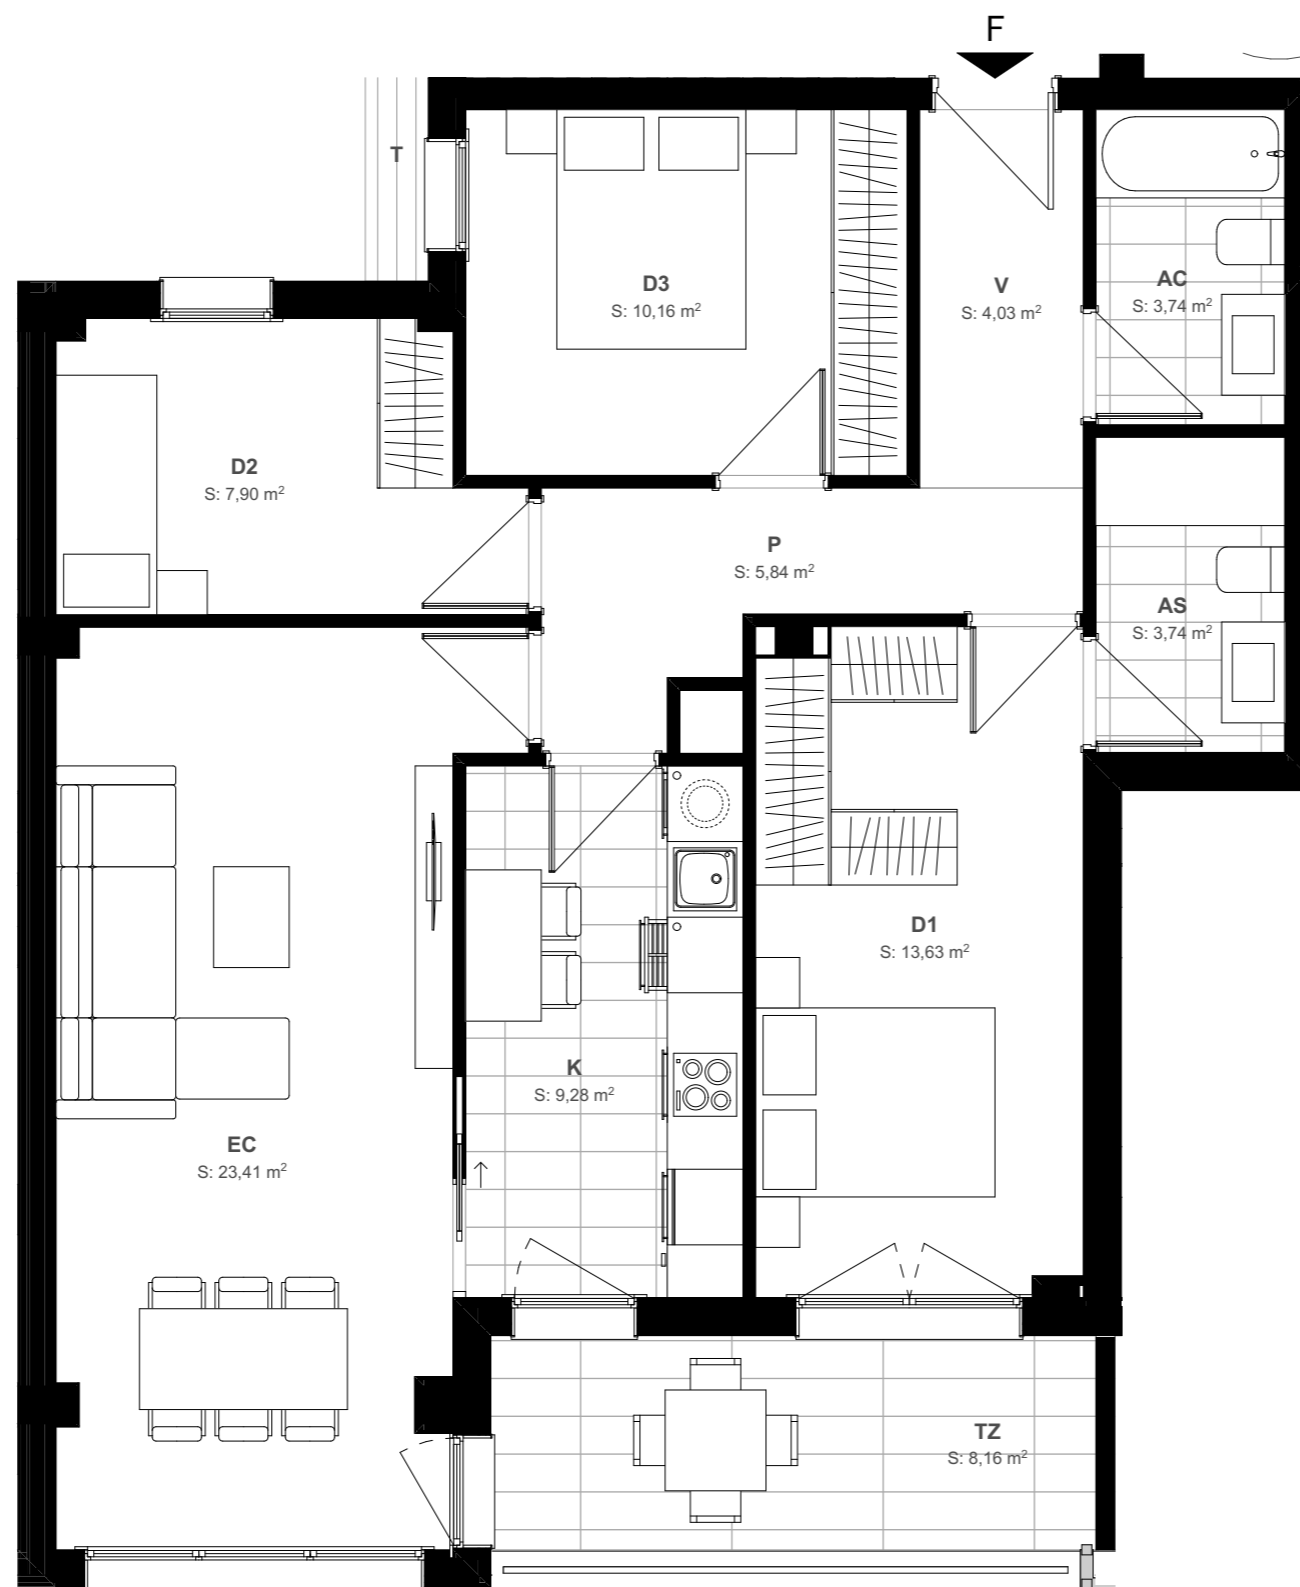 F
T
D3
S: 10,16 m²
V
S: 4,03 m²
AC
S: 3,74 m²
D2
S: 7,90 m²
P
S: 5,84 m²
AS
S: 3,74 m²
D1
S: 13,63 m²
K
S: 9,28 m²
EC
S: 23,41 m²
TZ
S: 8,16 m²